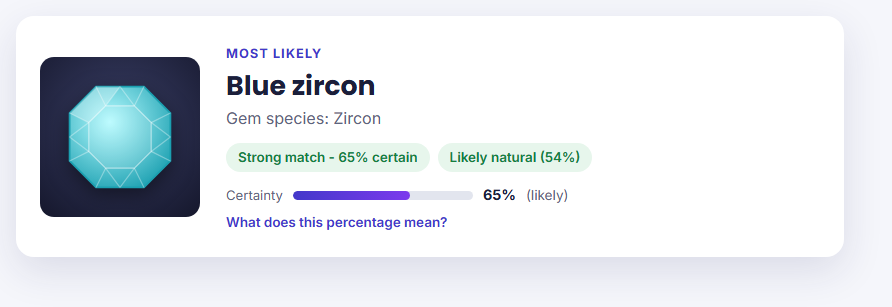 MOST LIKELY
Blue zircon
Gem species: Zircon
Strong match - 65% certain Likely natural (54%)
Certainty 65% (likely)
What does this percentage mean?